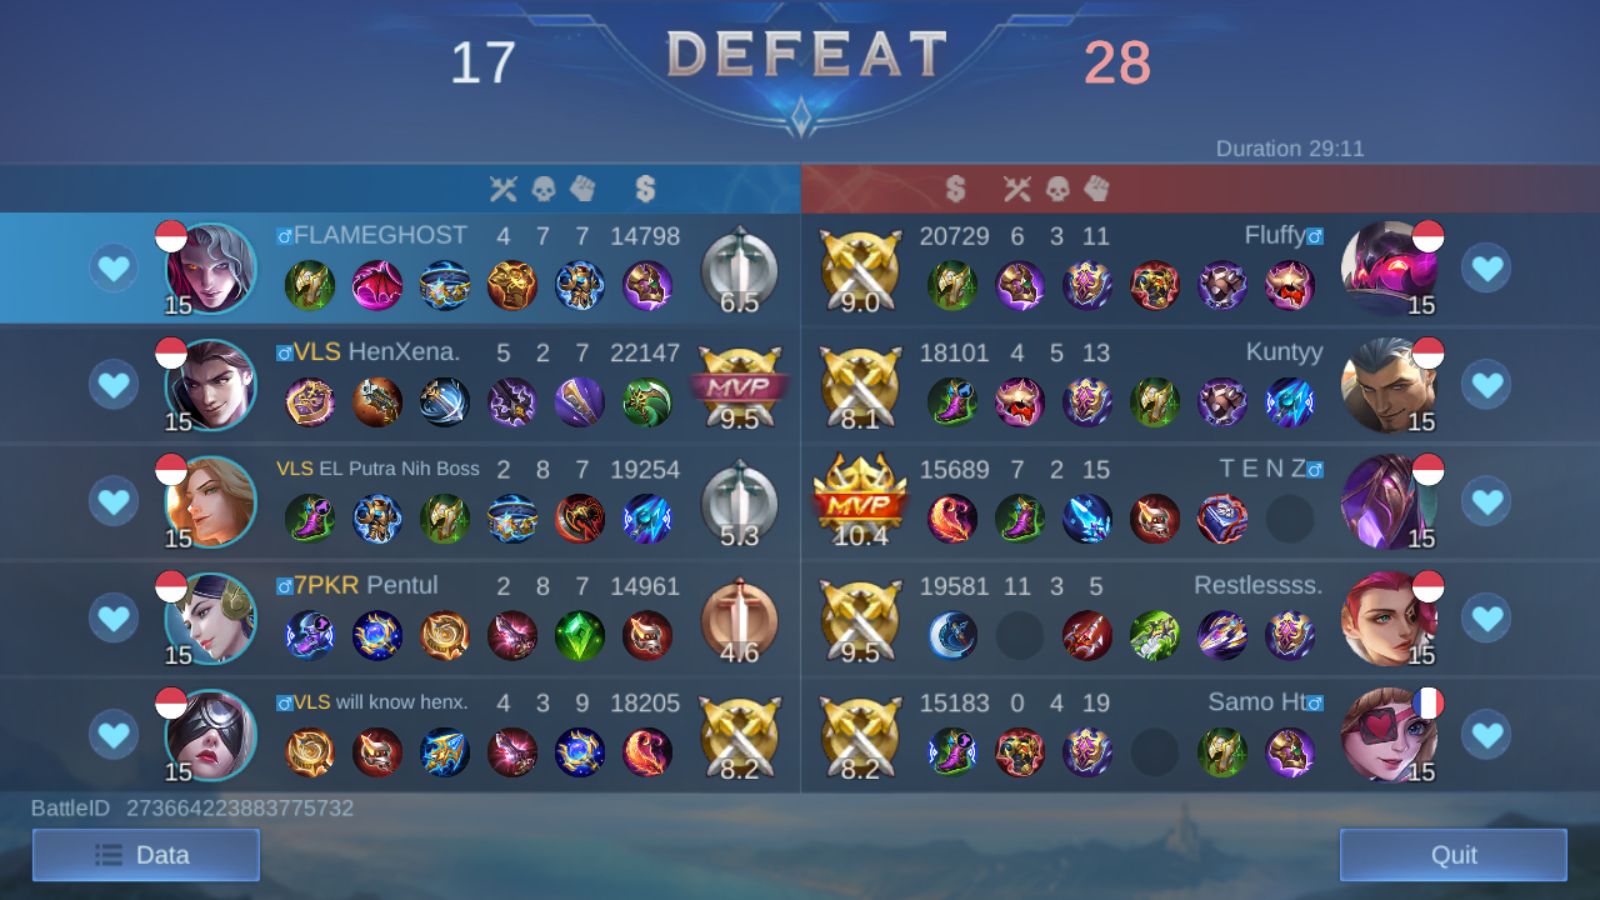 17 DEFEAT 28
Duration 29:11
FLAMEGHOST 4 7 7 14798 6.5
15
9.0 20729 6 3 11 Fluffy
15
VLS HenXena. 5 2 7 22147 MVP 9.5
15
8.1 18101 4 5 13 Kuntyy
15
VLS EL Putra Nih Boss 2 8 7 19254 5.3
15
MVP 10.4 15689 7 2 15 T E N Z
15
7PKR Pentul 2 8 7 14961 4.6
15
9.5 19581 11 3 5 Restlessss.
15
VLS will know henx. 4 3 9 18205 8.2
15
8.2 15183 0 4 19 Samo Ht
15
BattleID 273664223883775732
Data
Quit